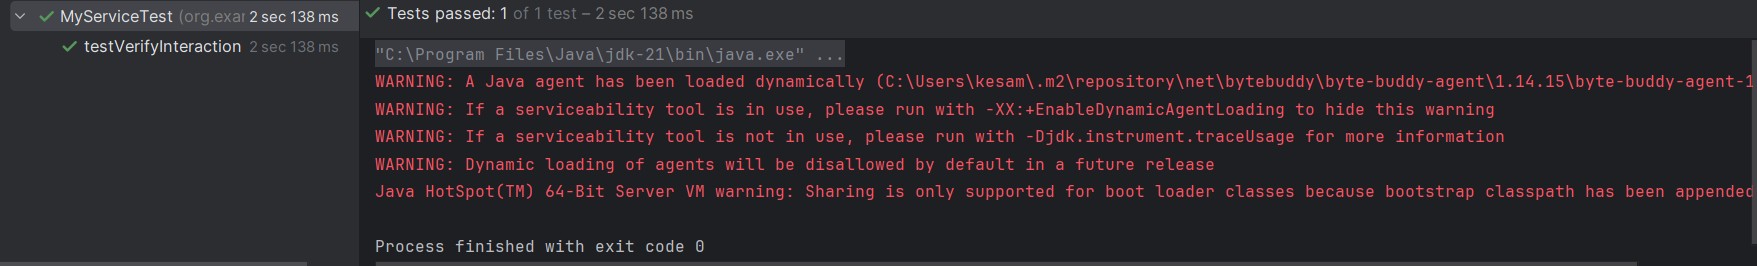 MyServiceTest (org.exar 2 sec 138 ms
testVerifyInteraction 2 sec 138 ms
Tests passed: 1 of 1 test – 2 sec 138 ms
"C:\Program Files\Java\jdk-21\bin\java.exe" ...
WARNING: A Java agent has been loaded dynamically (C:\Users\kesam\.m2\repository\net\bytebuddy\byte-buddy-agent\1.14.15\byte-buddy-agent-1
WARNING: If a serviceability tool is in use, please run with -XX:+EnableDynamicAgentLoading to hide this warning
WARNING: If a serviceability tool is not in use, please run with -Djdk.instrument.traceUsage for more information
WARNING: Dynamic loading of agents will be disallowed by default in a future release
Java HotSpot(TM) 64-Bit Server VM warning: Sharing is only supported for boot loader classes because bootstrap classpath has been appended
Process finished with exit code 0